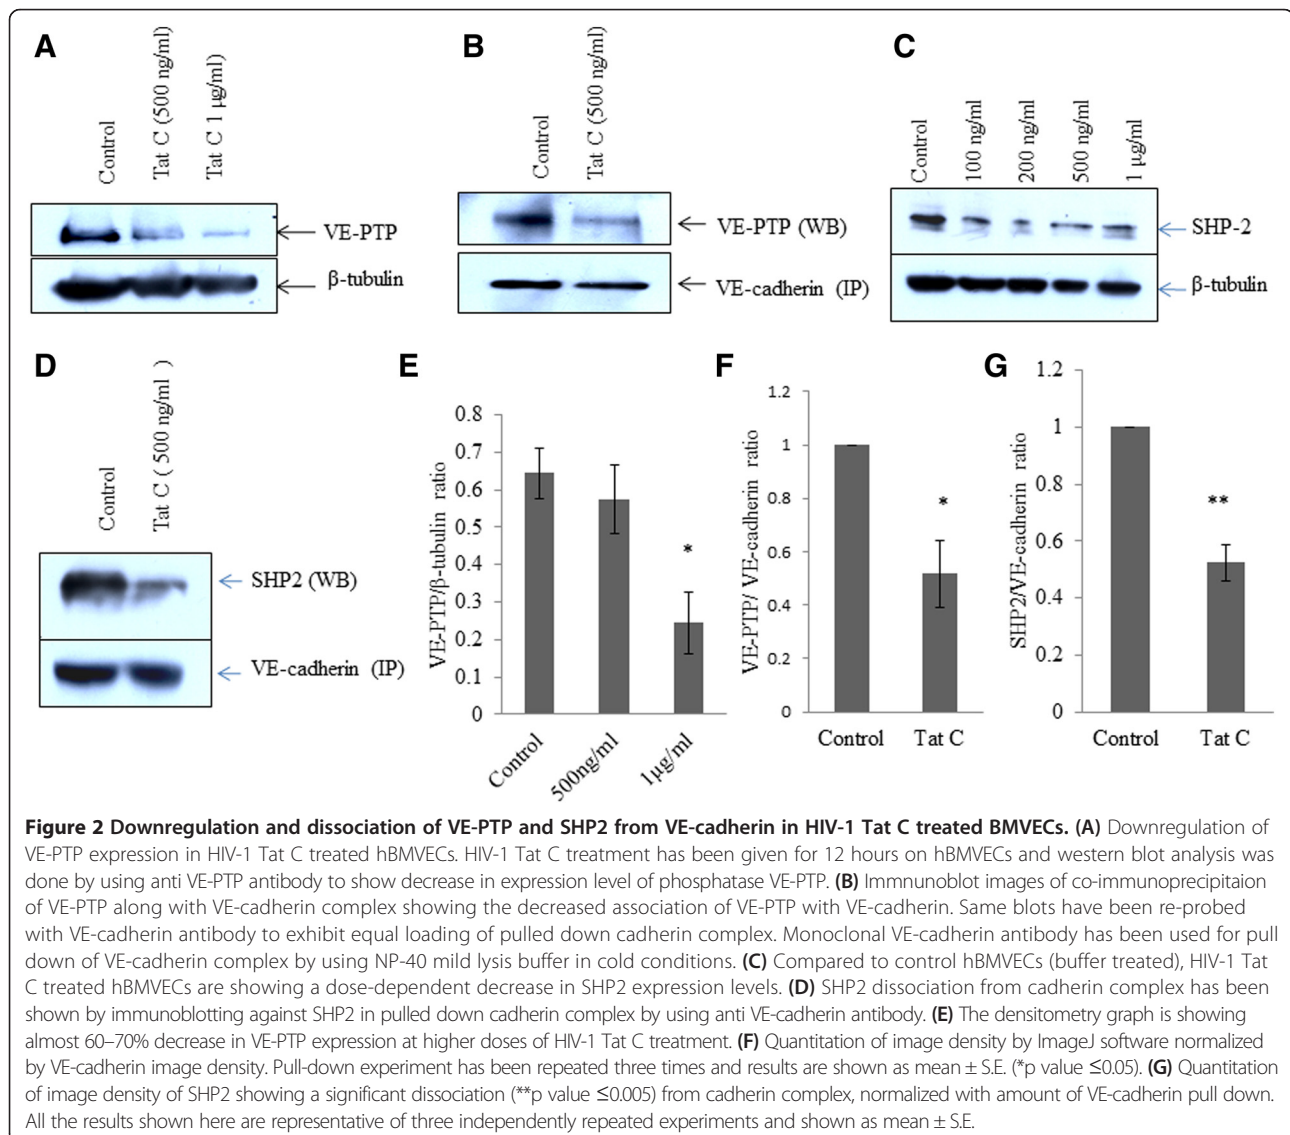 A
Control
Tat C (500 ng/ml)
Tat C 1 µg/ml)
VE-PTP
β-tubulin
B
Control
Tat C (500 ng/ml)
VE-PTP (WB)
VE-cadherin (IP)
C
Control
100 ng/ml
200 ng/ml
500 ng/ml
1 µg/ml
SHP-2
β-tubulin
D
Control
Tat C ( 500 ng/ml )
SHP2 (WB)
VE-cadherin (IP)
E
VE-PTP/β-tubulin ratio
0.8
0.7
0.6
0.5
0.4
0.3
0.2
0.1
0
*
Control
500ng/ml
1µg/ml
F
VE-PTP/ VE-cadherin ratio
1.2
1
0.8
0.6
0.4
0.2
0
*
Control
Tat C
G
SHP2/VE-cadherin ratio
1.2
1
0.8
0.6
0.4
0.2
0
**
Control
Tat C
Figure 2 Downregulation and dissociation of VE-PTP and SHP2 from VE-cadherin in HIV-1 Tat C treated BMVECs. (A) Downregulation of
VE-PTP expression in HIV-1 Tat C treated hBMVECs. HIV-1 Tat C treatment has been given for 12 hours on hBMVECs and western blot analysis was
done by using anti VE-PTP antibody to show decrease in expression level of phosphatase VE-PTP. (B) Immnunoblot images of co-immunoprecipitaion
of VE-PTP along with VE-cadherin complex showing the decreased association of VE-PTP with VE-cadherin. Same blots have been re-probed
with VE-cadherin antibody to exhibit equal loading of pulled down cadherin complex. Monoclonal VE-cadherin antibody has been used for pull
down of VE-cadherin complex by using NP-40 mild lysis buffer in cold conditions. (C) Compared to control hBMVECs (buffer treated), HIV-1 Tat
C treated hBMVECs are showing a dose-dependent decrease in SHP2 expression levels. (D) SHP2 dissociation from cadherin complex has been
shown by immunoblotting against SHP2 in pulled down cadherin complex by using anti VE-cadherin antibody. (E) The densitometry graph is showing
almost 60–70% decrease in VE-PTP expression at higher doses of HIV-1 Tat C treatment. (F) Quantitation of image density by ImageJ software normalized
by VE-cadherin image density. Pull-down experiment has been repeated three times and results are shown as mean ± S.E. (*p value ≤0.05). (G) Quantitation
of image density of SHP2 showing a significant dissociation (**p value ≤0.005) from cadherin complex, normalized with amount of VE-cadherin pull down.
All the results shown here are representative of three independently repeated experiments and shown as mean ± S.E.